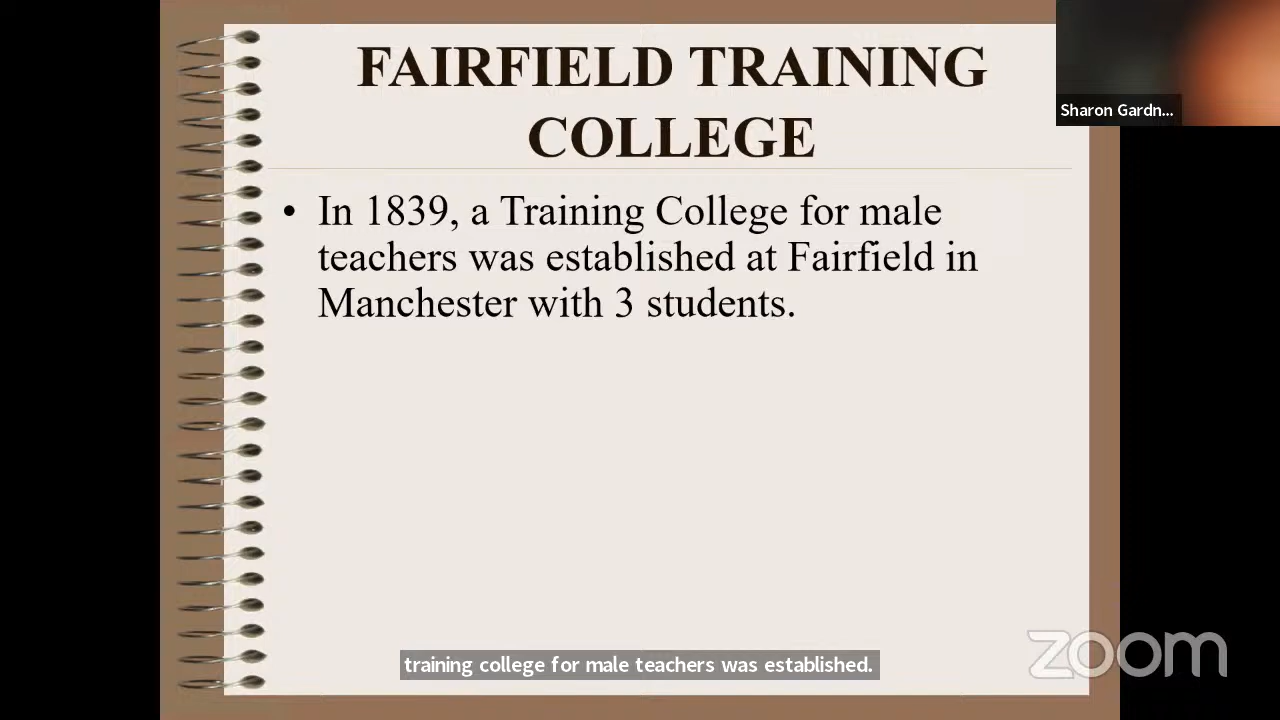 FAIRFIELD TRAINING
COLLEGE
Sharon Gardn...
• In 1839, a Training College for male
teachers was established at Fairfield in
Manchester with 3 students.
training college for male teachers was established.
zoom